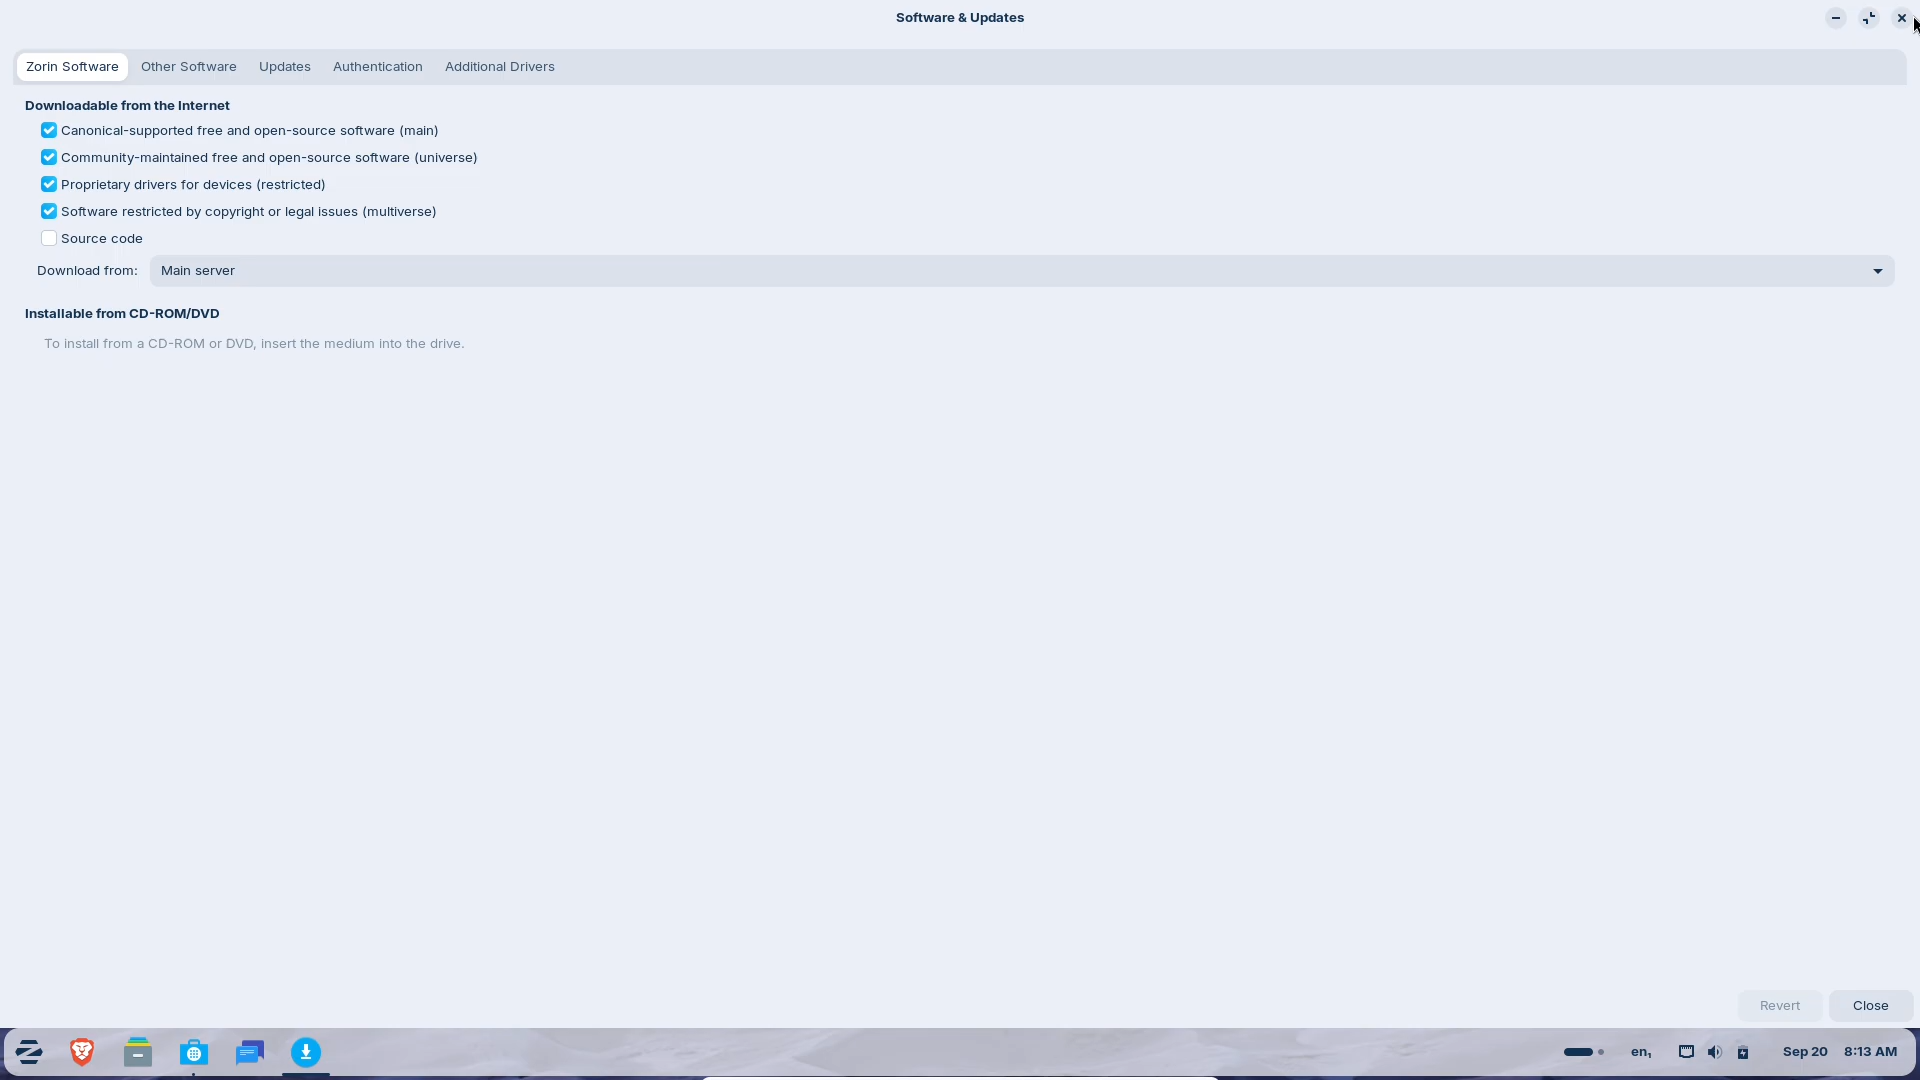 Software & Updates
Zorin Software Other Software Updates Authentication Additional Drivers
Downloadable from the Internet
Canonical-supported free and open-source software (main)
Community-maintained free and open-source software (universe)
Proprietary drivers for devices (restricted)
Software restricted by copyright or legal issues (multiverse)
Source code
Download from: Main server
Installable from CD-ROM/DVD
To install from a CD-ROM or DVD, insert the medium into the drive.
Revert Close
en₁ Sep 20 8:13 AM